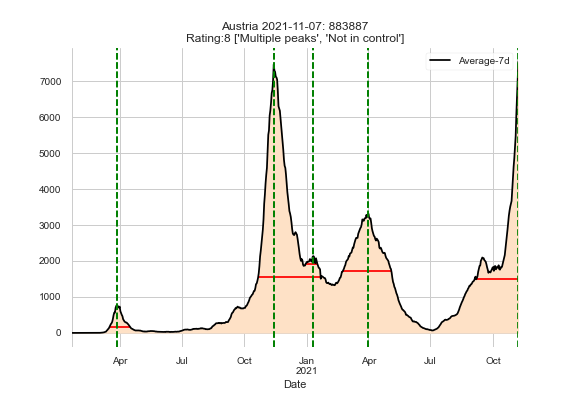 Austria 2021-11-07: 883887
Rating:8 ['Multiple peaks', 'Not in control']
Average-7d
7000
6000
5000
4000
3000
2000
1000
0
Apr Jul Oct Jan Apr Jul Oct
2021
Date